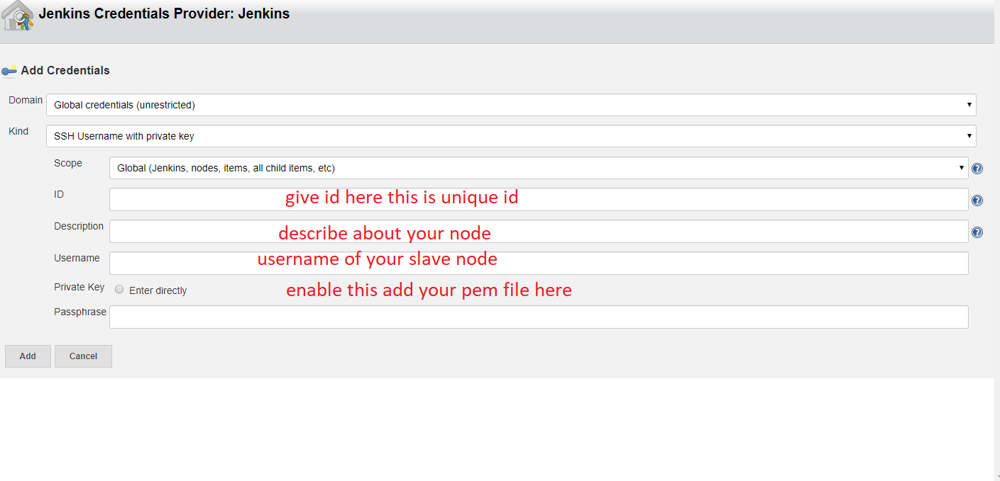 Jenkins Credentials Provider: Jenkins
Add Credentials
Domain Global credentials (unrestricted)
Kind SSH Username with private key
Scope Global (Jenkins, nodes, items, all child items, etc)
ID give id here this is unique id
Description describe about your node
Username username of your slave node
Private Key Enter directly enable this add your pem file here
Passphrase
Add Cancel